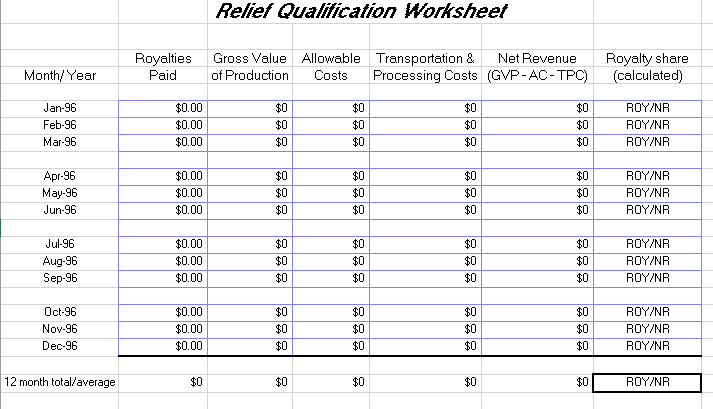 Relief Qualification Worksheet
Royalties Gross Value Allowable Transportation & Net Revenue Royalty share
Month/Year Paid of Production Costs Processing Costs (GVP - AC - TPC) (calculated)
Jan-96 $0.00 $0 $0 $0 $0 ROY/NR
Feb-96 $0.00 $0 $0 $0 $0 ROY/NR
Mar-96 $0.00 $0 $0 $0 $0 ROY/NR
Apr-96 $0.00 $0 $0 $0 $0 ROY/NR
May-96 $0.00 $0 $0 $0 $0 ROY/NR
Jun-96 $0.00 $0 $0 $0 $0 ROY/NR
Jul-96 $0.00 $0 $0 $0 $0 ROY/NR
Aug-96 $0.00 $0 $0 $0 $0 ROY/NR
Sep-96 $0.00 $0 $0 $0 $0 ROY/NR
Oct-96 $0.00 $0 $0 $0 $0 ROY/NR
Nov-96 $0.00 $0 $0 $0 $0 ROY/NR
Dec-96 $0.00 $0 $0 $0 $0 ROY/NR
12 month total/average $0 $0 $0 $0 $0 ROY/NR